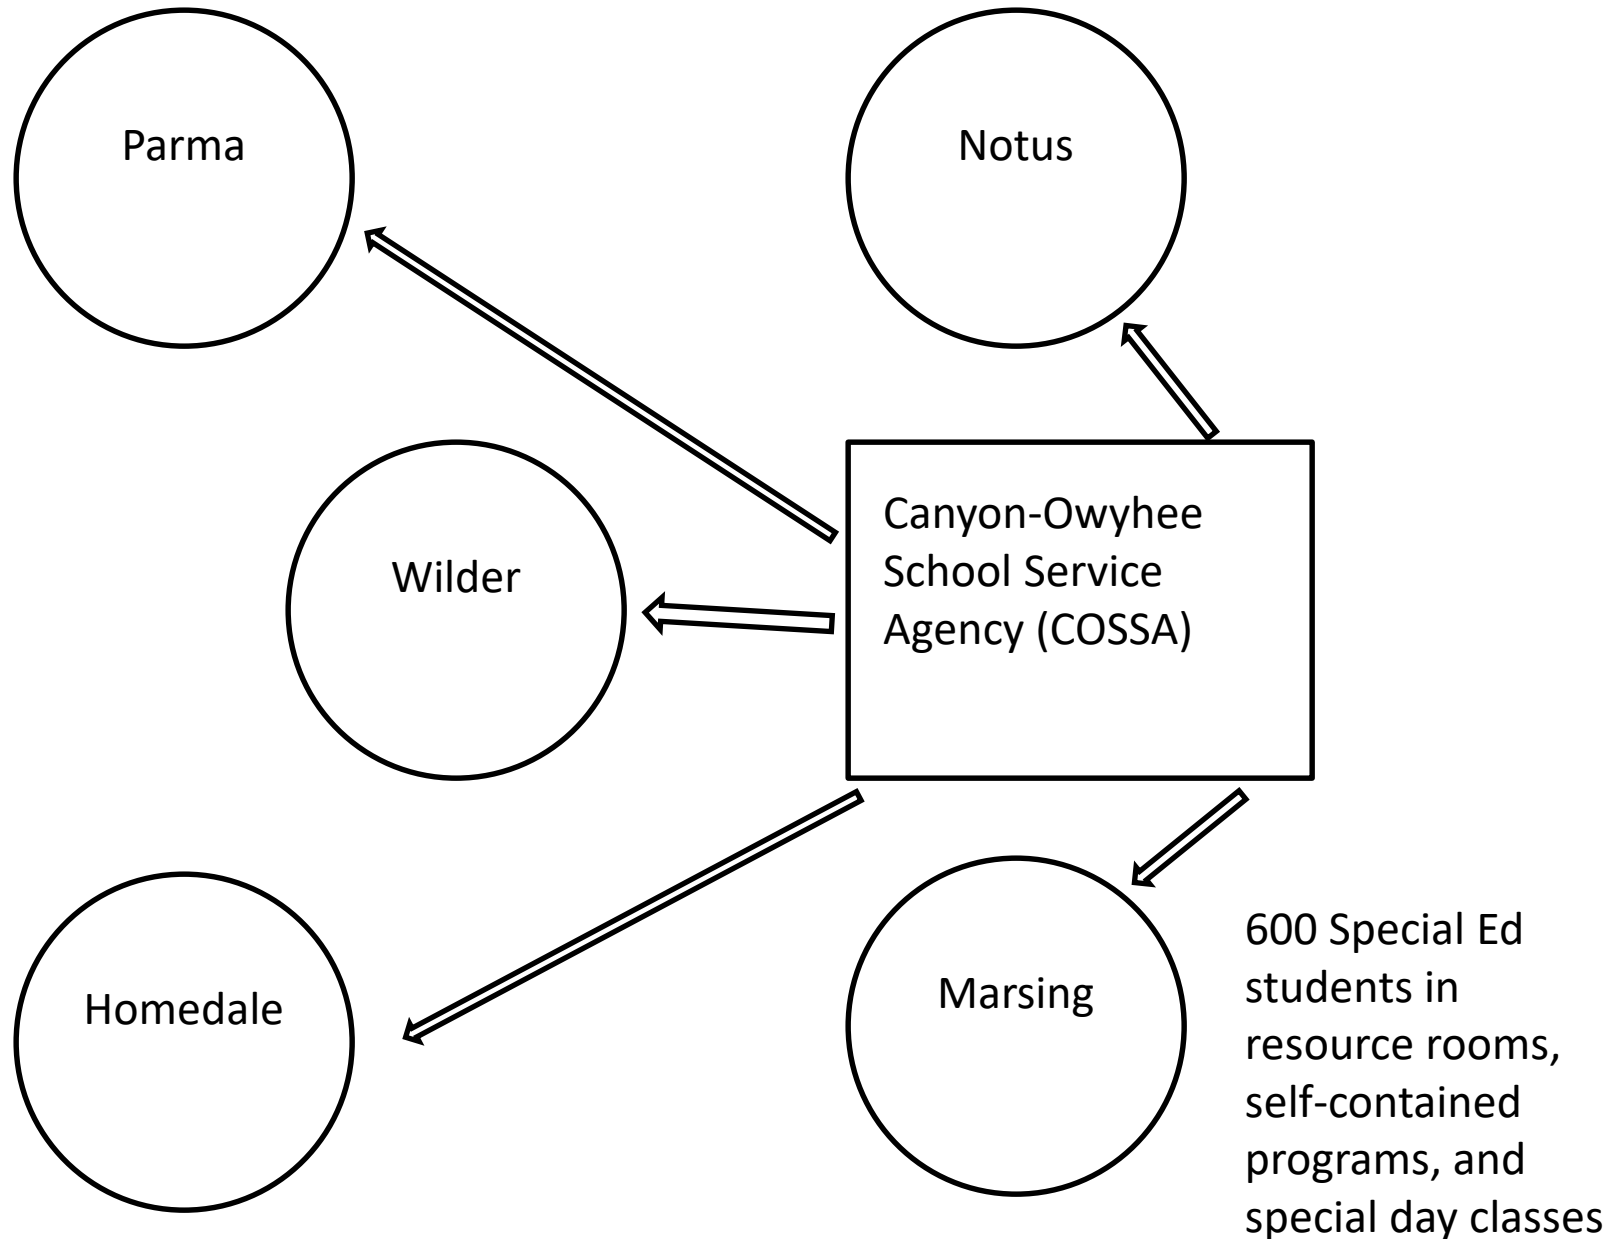 Parma
Notus
Canyon-Owyhee
School Service
Agency (COSSA)
Wilder
Homedale
Marsing
600 Special Ed
students in
resource rooms,
self-contained
programs, and
special day classes